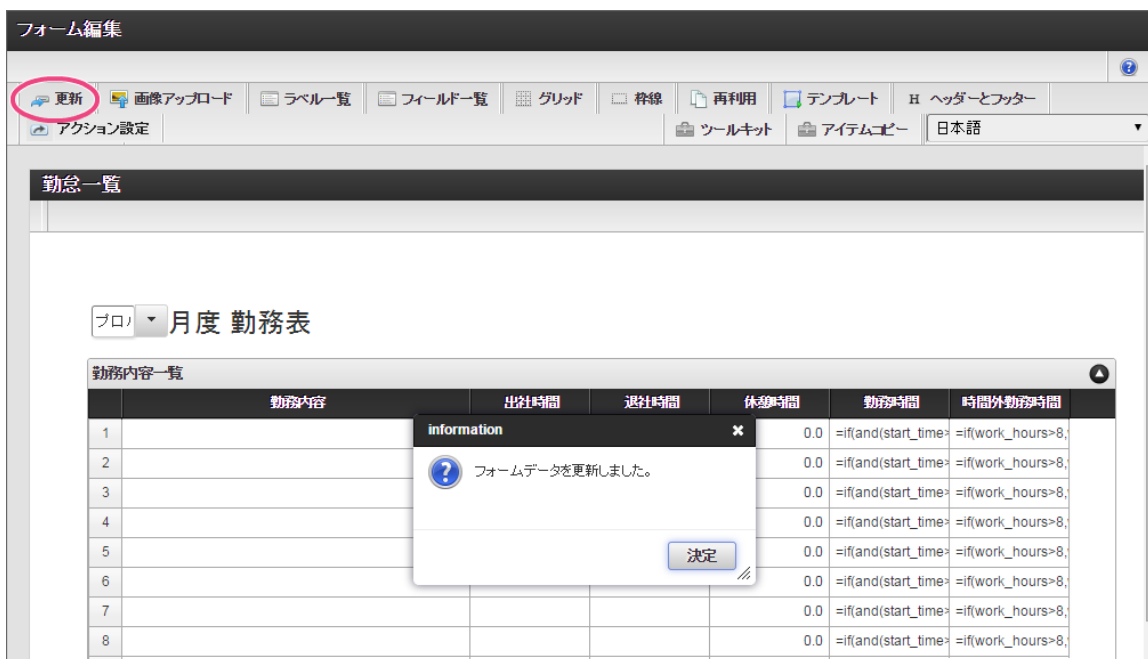 フォーム編集
更新 画像アップロード ラベル一覧 フィールド一覧 グリッド 枠線 再利用 テンプレート H ヘッダーとフッター
アクション設定 ツールキット アイテムコピー 日本語
勤怠一覧
月度 勤務表
勤務内容一覧
勤務内容 出社時間 退社時間 休憩時間 勤務時間 時間外勤務時間
1 0.0 =if(and(start_time> =if(work_hours>8,
2 0.0 =if(and(start_time> =if(work_hours>8,
3 0.0 =if(and(start_time> =if(work_hours>8,
4 0.0 =if(and(start_time> =if(work_hours>8,
5 0.0 =if(and(start_time> =if(work_hours>8,
6 0.0 =if(and(start_time> =if(work_hours>8,
7 0.0 =if(and(start_time> =if(work_hours>8,
8 0.0 =if(and(start_time> =if(work_hours>8,
information
フォームデータを更新しました。
決定